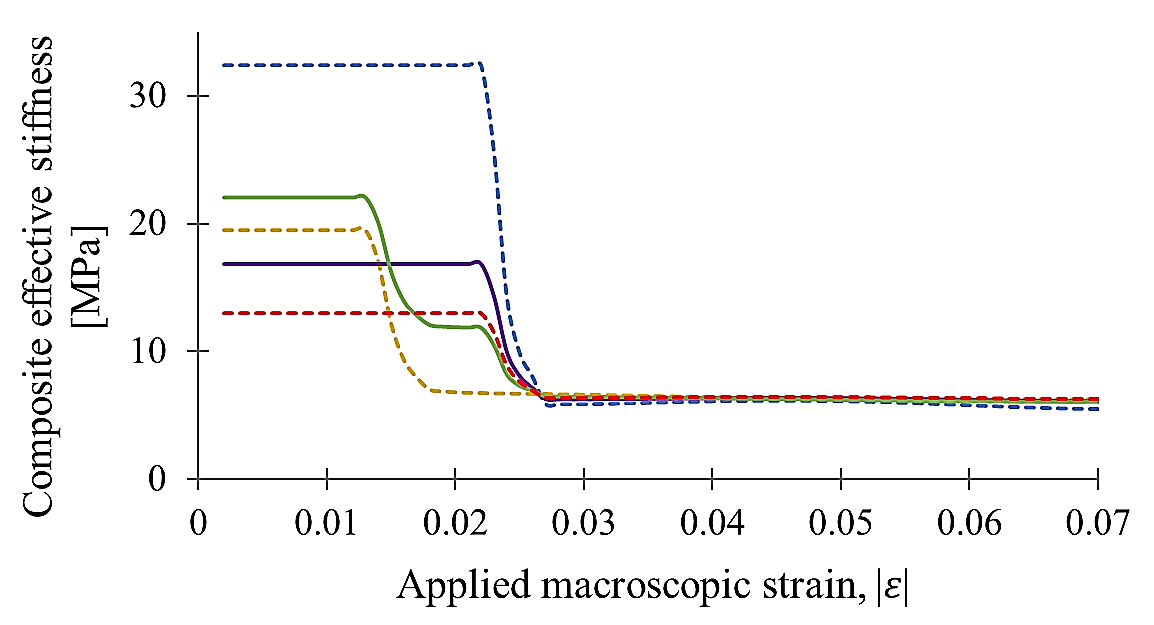 Composite effective stiffness
[MPa]
30
20
10
0
0 0.01 0.02 0.03 0.04 0.05 0.06 0.07
Applied macroscopic strain, |ε|